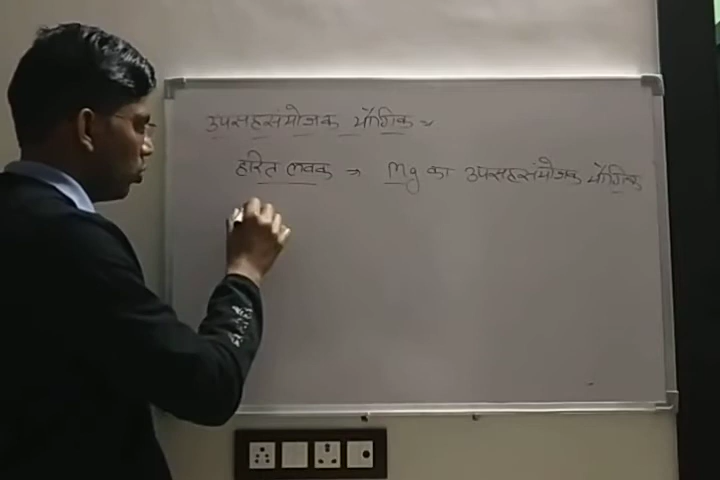 उपसहसंयोजक यौगिक =
हरित लवक → Mg का उपसहसंयोजक यौगिक